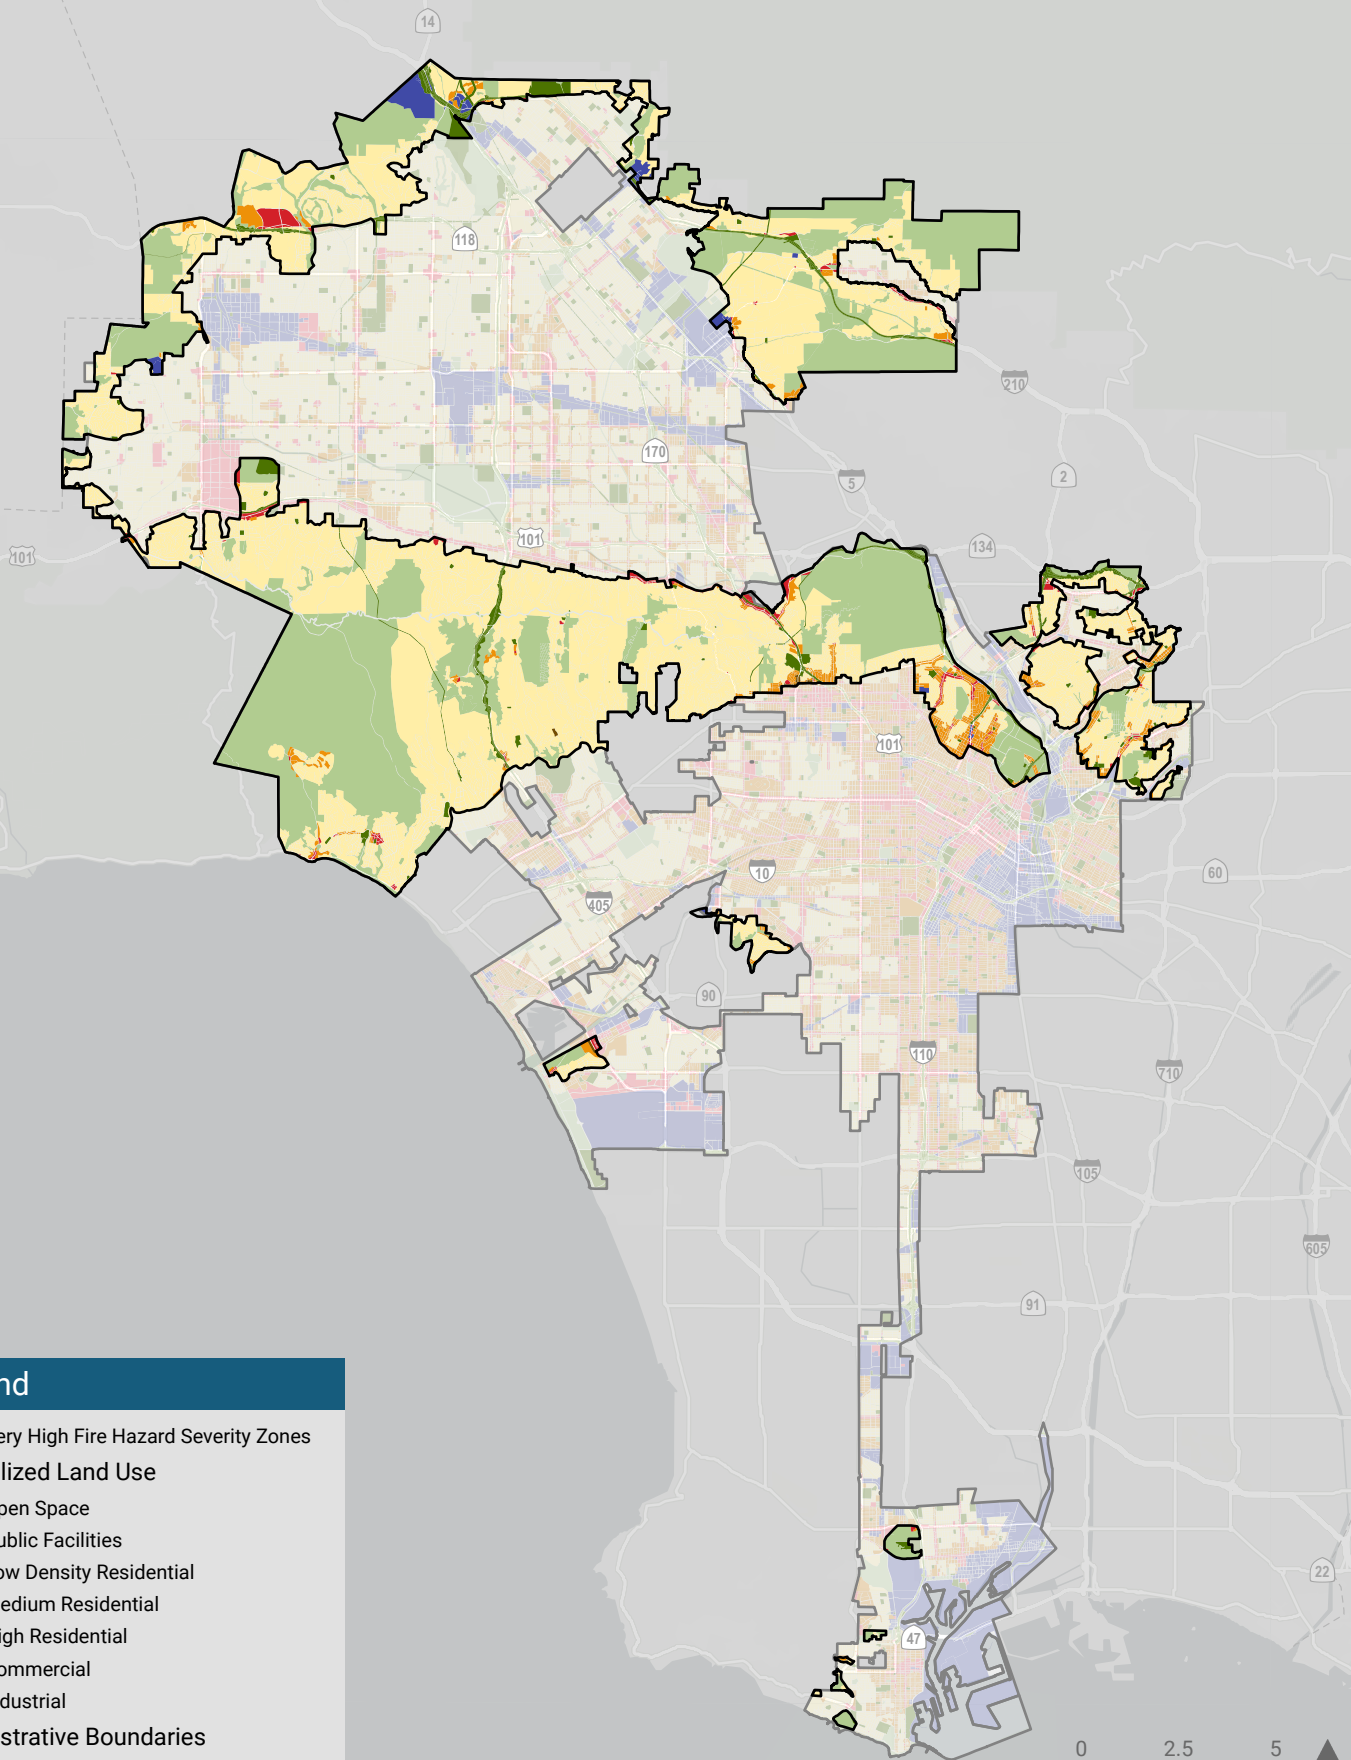 14
118
210
170
5
2
101
101
134
101
10
60
405
90
110
710
105
605
91
22
47
nd
ery High Fire Hazard Severity Zones
lized Land Use
pen Space
ublic Facilities
ow Density Residential
edium Residential
igh Residential
ommercial
dustrial
strative Boundaries
0 2.5 5